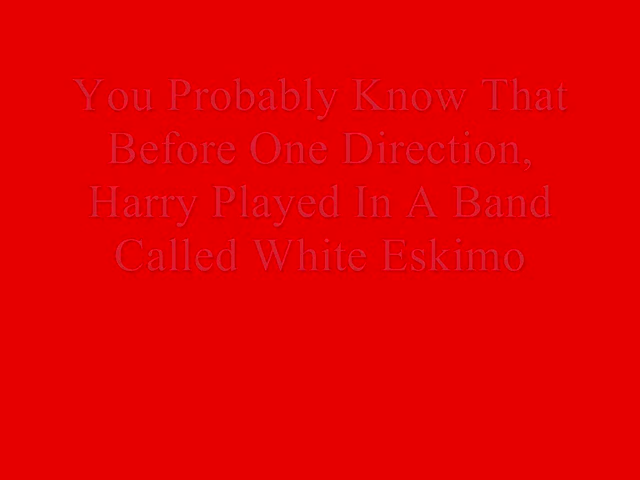 You Probably Know That
Before One Direction,
Harry Played In A Band
Called White Eskimo